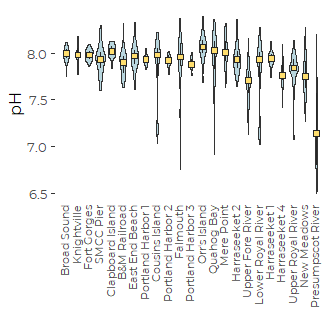 pH
8.0
7.5
7.0
6.5
Broad Sound
Knightville
Fort Gorges
SMCC Pier
Clapboard Island
B&M Railroad
East End Beach
Portland Harbor 1
Cousins Island
Portland Harbor 2
Falmouth
Portland Harbor 3
Orr's Island
Quahog Bay
Mere Point
Harraseeket 2
Upper Fore River
Lower Royal River
Harraseeket 1
Harraseeket 4
Upper Royal River
New Meadows
Presumpscot River